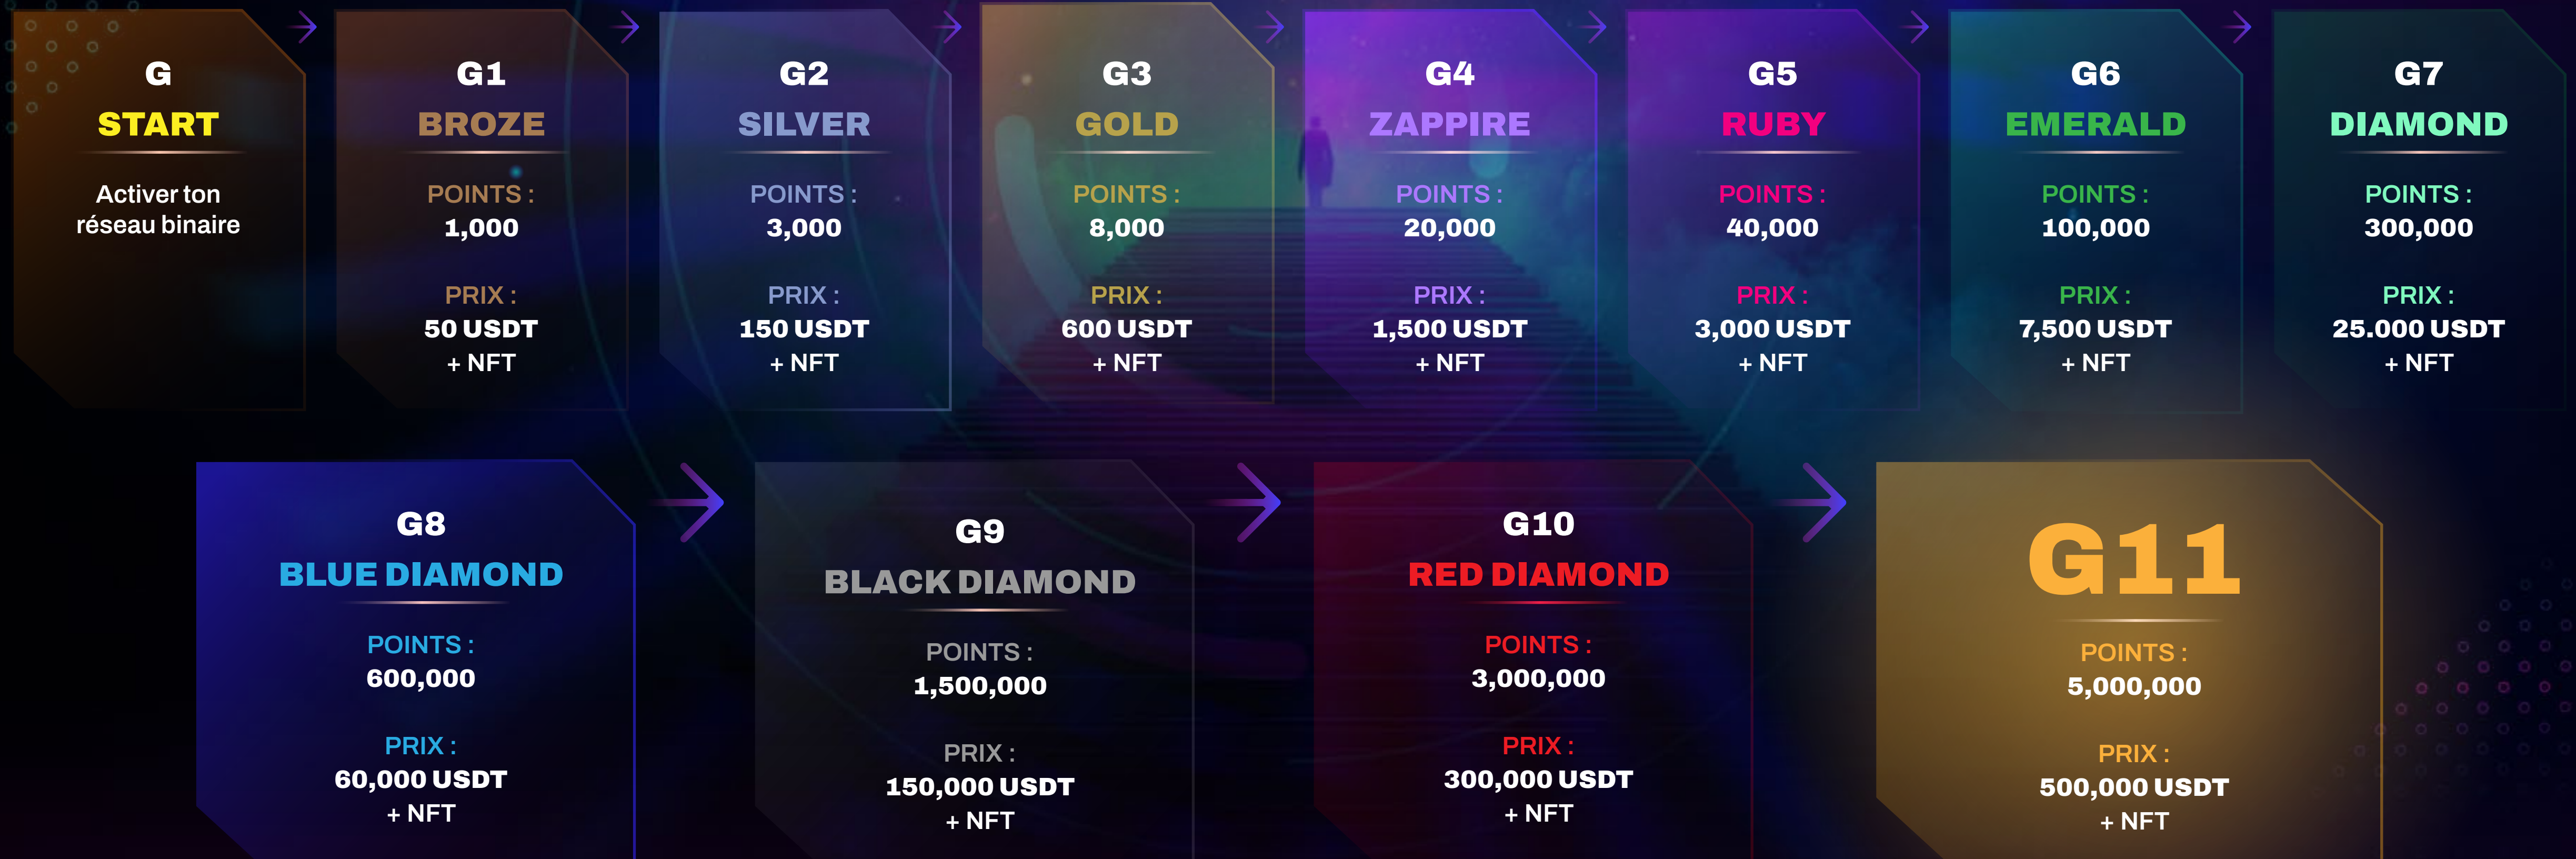 G
START
Activer ton
réseau binaire
G1
BROZE
POINTS :
1,000
PRIX :
50 USDT
+ NFT
G2
SILVER
POINTS :
3,000
PRIX :
150 USDT
+ NFT
G3
GOLD
POINTS :
8,000
PRIX :
600 USDT
+ NFT
G4
ZAPPIRE
POINTS :
20,000
PRIX :
1,500 USDT
+ NFT
G5
RUBY
POINTS :
40,000
PRIX :
3,000 USDT
+ NFT
G6
EMERALD
POINTS :
100,000
PRIX :
7,500 USDT
+ NFT
G7
DIAMOND
POINTS :
300,000
PRIX :
25.000 USDT
+ NFT
G8
BLUE DIAMOND
POINTS :
600,000
PRIX :
60,000 USDT
+ NFT
G9
BLACK DIAMOND
POINTS :
1,500,000
PRIX :
150,000 USDT
+ NFT
G10
RED DIAMOND
POINTS :
3,000,000
PRIX :
300,000 USDT
+ NFT
G11
POINTS :
5,000,000
PRIX :
500,000 USDT
+ NFT